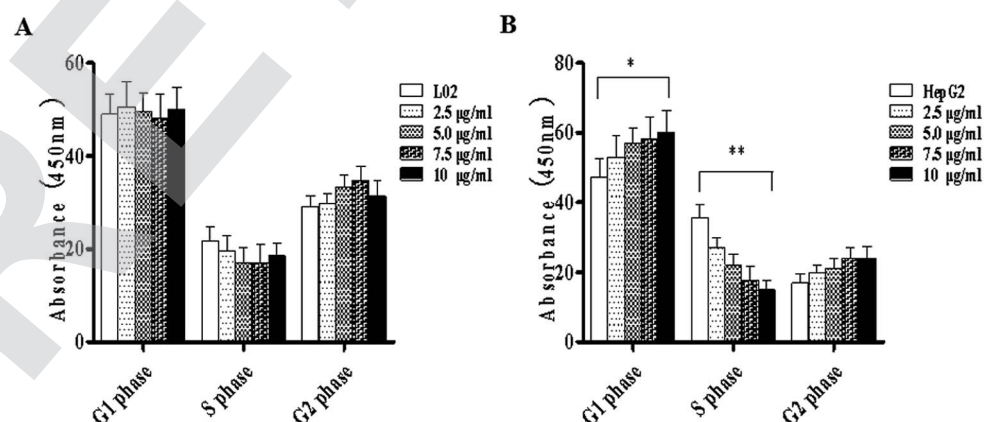 A
B
Absorbance (450nm)
60
40
20
0
G1 phase
S phase
G2 phase
L02
2.5 µg/ml
5.0 µg/ml
7.5 µg/ml
10 µg/ml
Absorbance (450nm)
80
60
40
20
0
*
**
G1 phase
S phase
G2 phase
HepG2
2.5 µg/ml
5.0 µg/ml
7.5 µg/ml
10 µg/ml